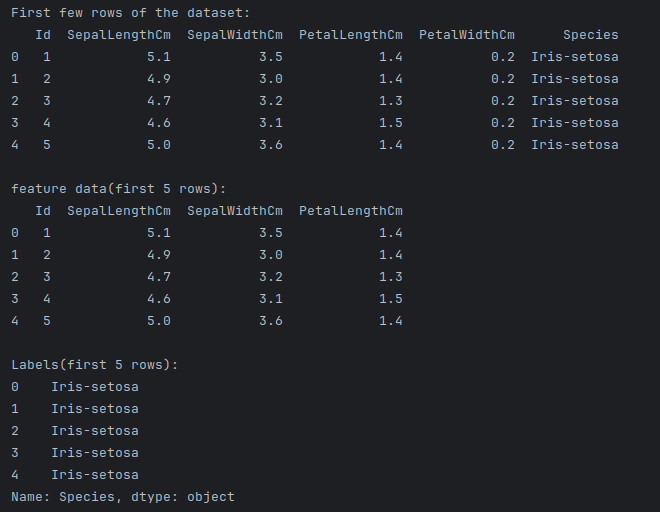 First few rows of the dataset:
   Id  SepalLengthCm  SepalWidthCm  PetalLengthCm  PetalWidthCm      Species
0   1            5.1           3.5            1.4           0.2  Iris-setosa
1   2            4.9           3.0            1.4           0.2  Iris-setosa
2   3            4.7           3.2            1.3           0.2  Iris-setosa
3   4            4.6           3.1            1.5           0.2  Iris-setosa
4   5            5.0           3.6            1.4           0.2  Iris-setosa

feature data(first 5 rows):
   Id  SepalLengthCm  SepalWidthCm  PetalLengthCm
0   1            5.1           3.5            1.4
1   2            4.9           3.0            1.4
2   3            4.7           3.2            1.3
3   4            4.6           3.1            1.5
4   5            5.0           3.6            1.4

Labels(first 5 rows):
0    Iris-setosa
1    Iris-setosa
2    Iris-setosa
3    Iris-setosa
4    Iris-setosa
Name: Species, dtype: object